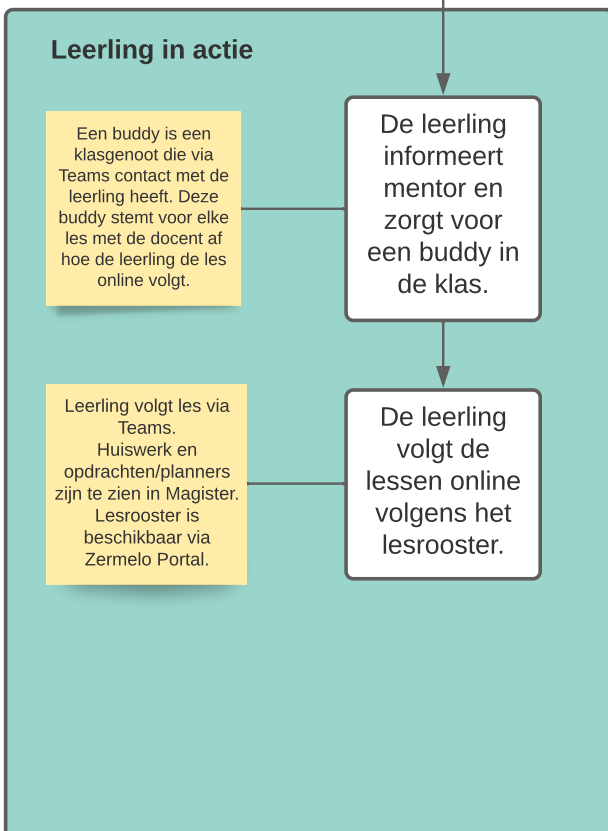 Leerling in actie
Een buddy is een
klasgenoot die via
Teams contact met de
leerling heeft. Deze
buddy stemt voor elke
les met de docent af
hoe de leerling de les
online volgt.
De leerling
informeert
mentor en
zorgt voor
een buddy in
de klas.
Leerling volgt les via
Teams.
Huiswerk en
opdrachten/planners
zijn te zien in Magister.
Lesrooster is
beschikbaar via
Zermelo Portal.
De leerling
volgt de
lessen online
volgens het
lesrooster.